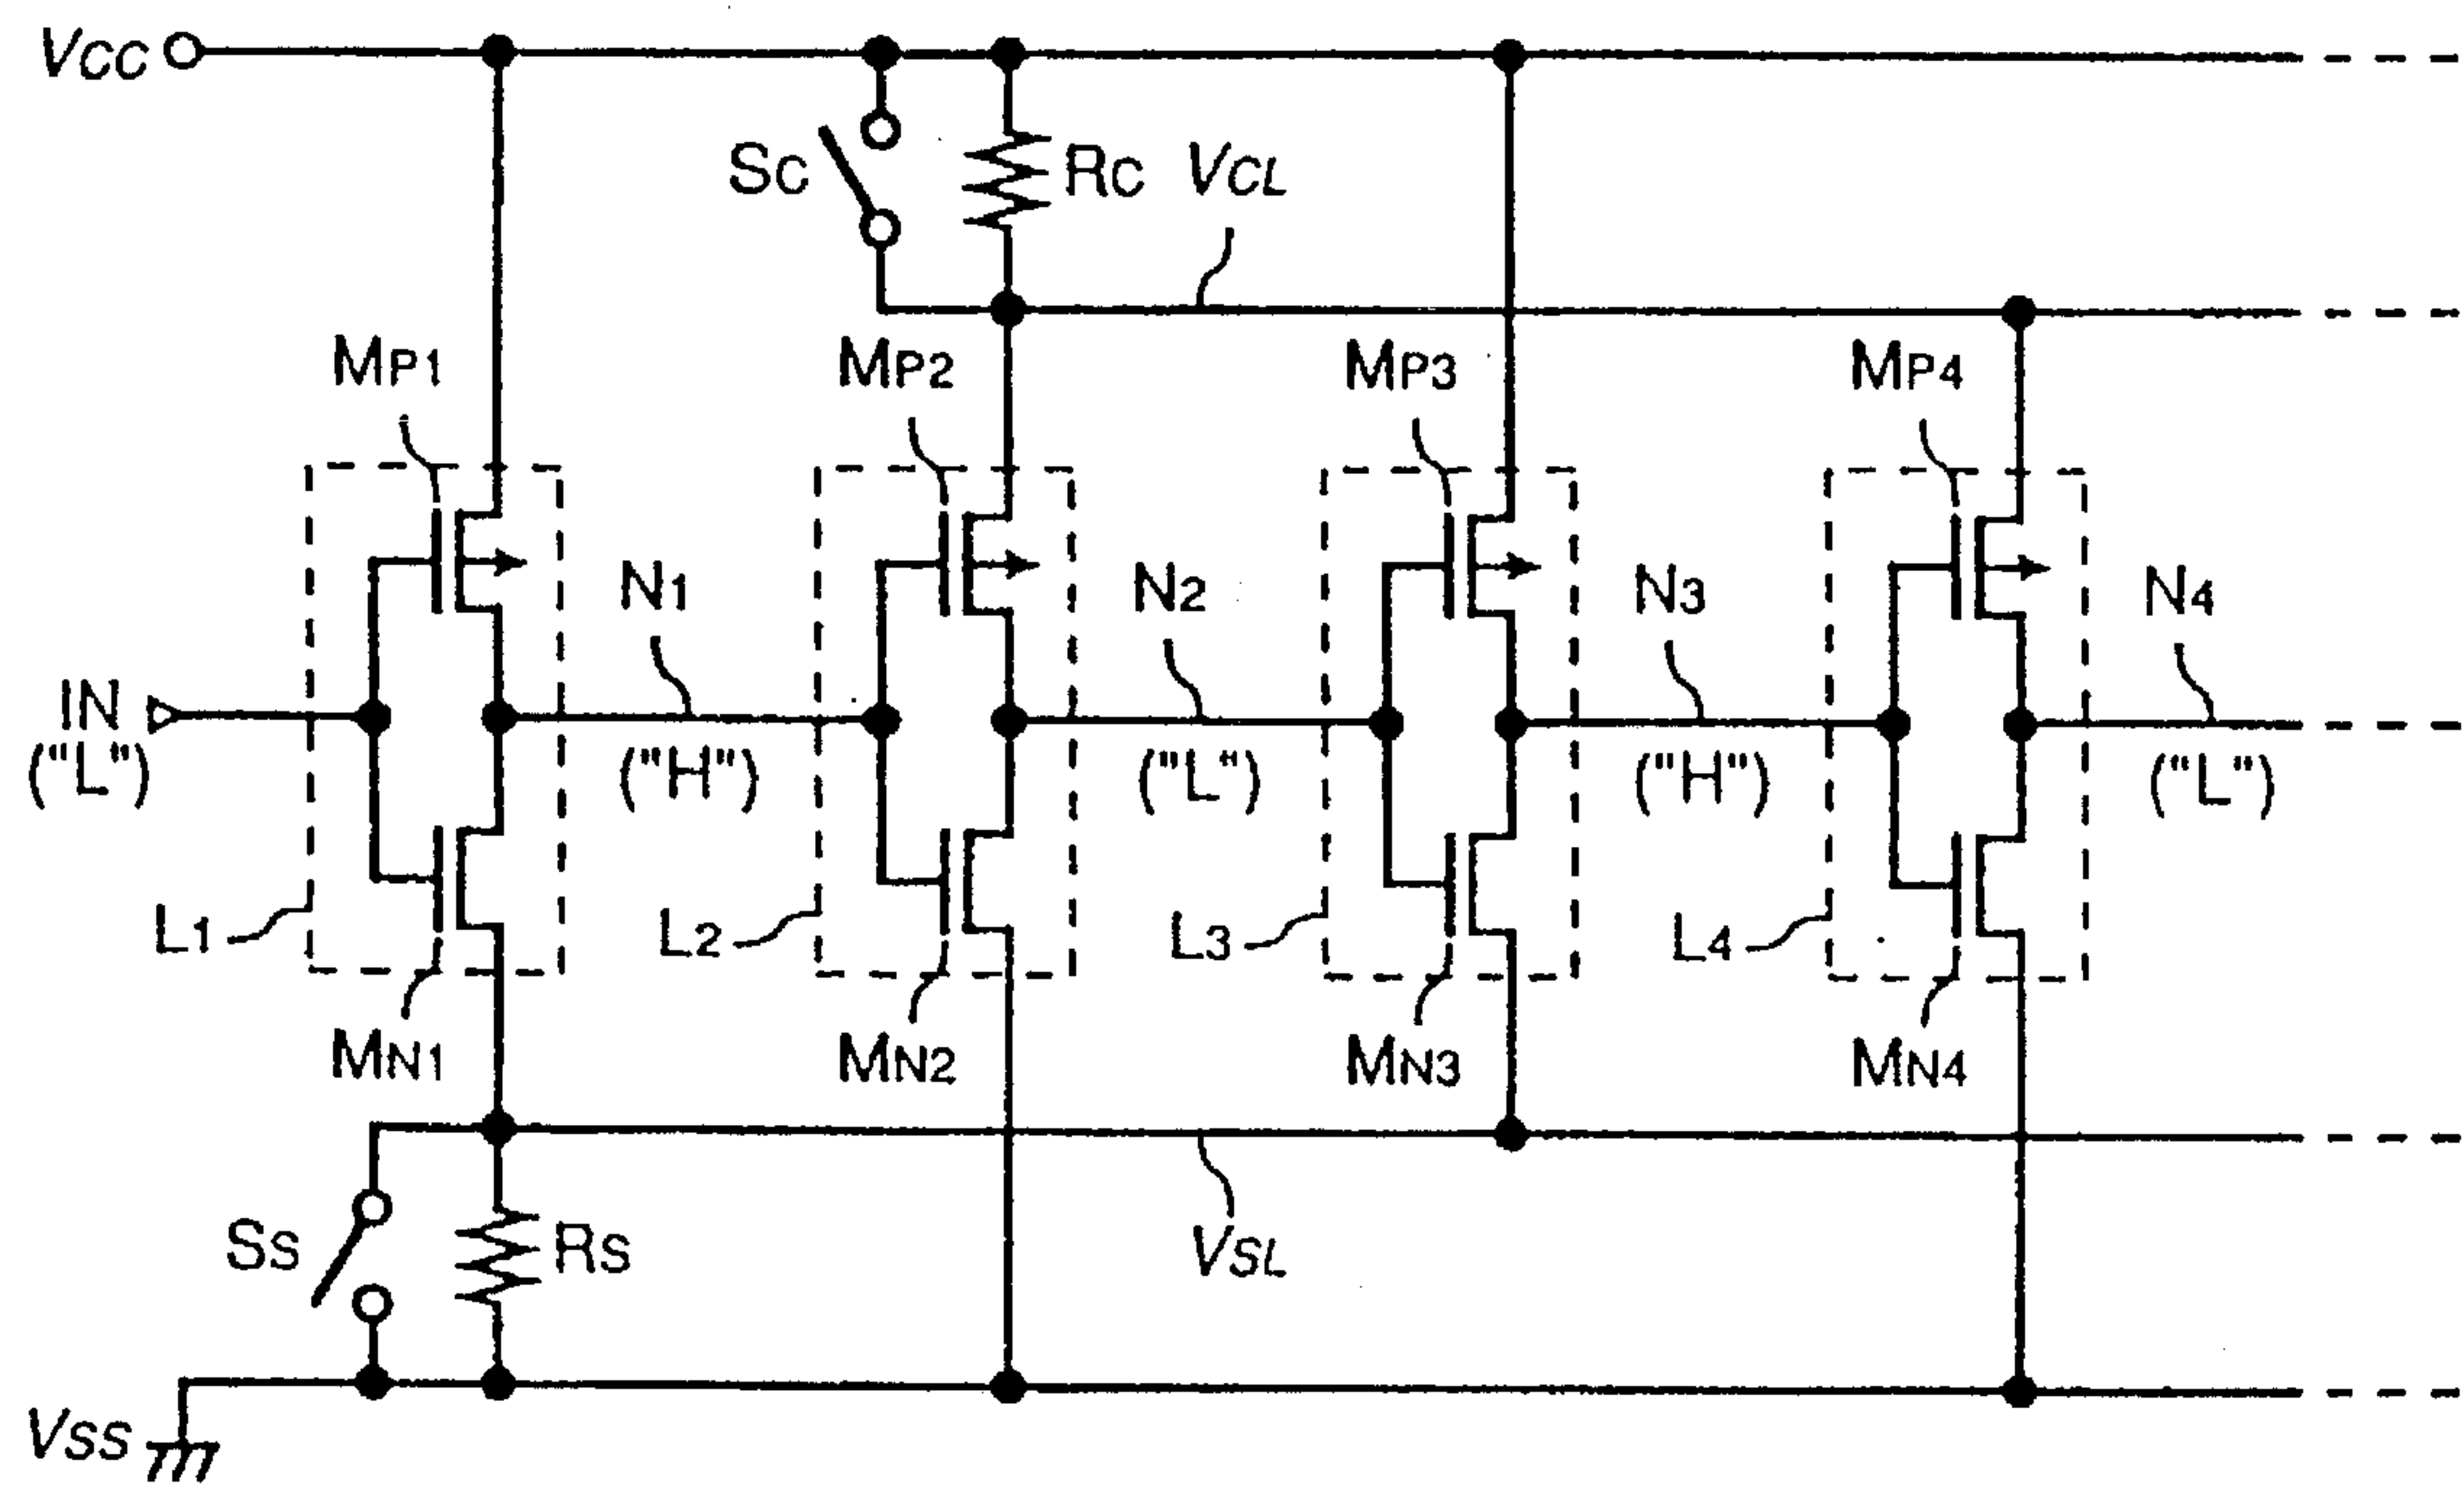 VCC
SC
RC
VCL
MP1
MP2
MP3
MP4
N1
N2
N3
N4
IN
("L")
("H")
("L")
("H")
("L")
L1
L2
L3
L4
MN1
MN2
MN3
MN4
SS
RS
VSL
VSS